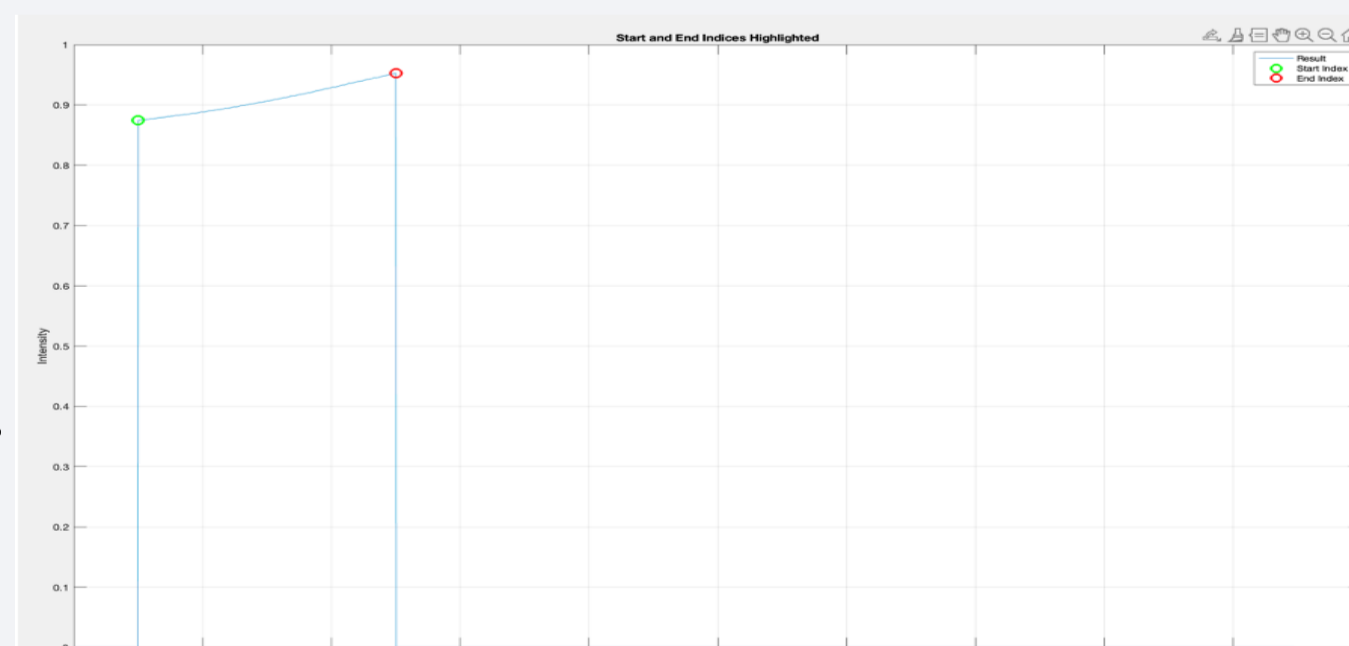 Start and End Indices Highlighted
Result
Start Index
End Index
1
0.9
0.8
0.7
0.6
0.5
0.4
0.3
0.2
0.1
Intensity